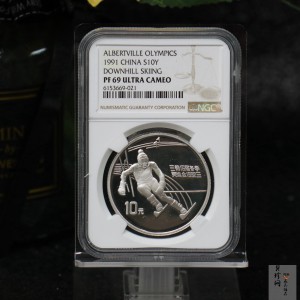 ALBERTVILLE OLYMPICS
1991 CHINA S10Y
DOWNHILL SKIING
PF 69 ULTRA CAMEO
6153669-021
NUMISMATIC GUARANTY CORPORATION
NGC
10元
MIN